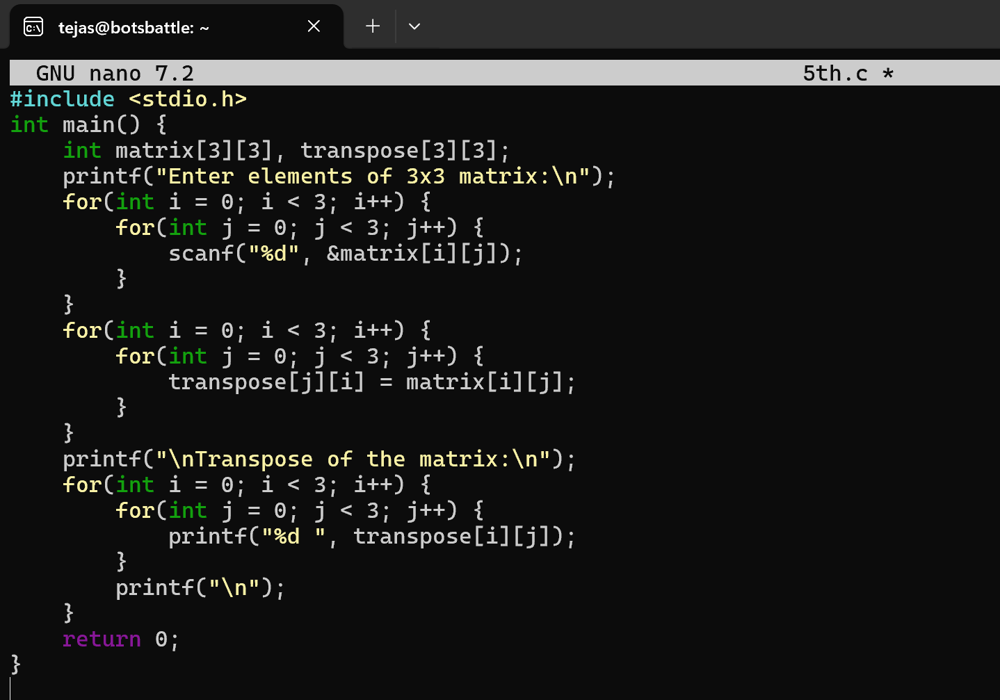 tejas@botsbattle: ~
GNU nano 7.2 5th.c *
#include <stdio.h>
int main() {
    int matrix[3][3], transpose[3][3];
    printf("Enter elements of 3x3 matrix:\n");
    for(int i = 0; i < 3; i++) {
        for(int j = 0; j < 3; j++) {
            scanf("%d", &matrix[i][j]);
        }
    }
    for(int i = 0; i < 3; i++) {
        for(int j = 0; j < 3; j++) {
            transpose[j][i] = matrix[i][j];
        }
    }
    printf("\nTranspose of the matrix:\n");
    for(int i = 0; i < 3; i++) {
        for(int j = 0; j < 3; j++) {
            printf("%d ", transpose[i][j]);
        }
        printf("\n");
    }
    return 0;
}